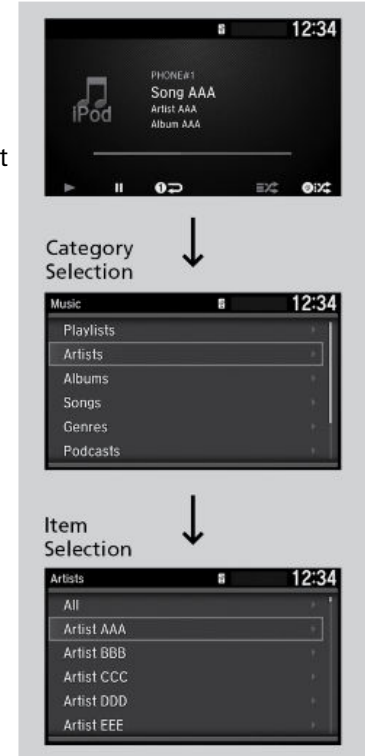 12:34
PHONE#1
Song AAA
iPod
Artist AAA
Album AAA
t
Category
Selection
Music 12:34
Playlists
Artists
Albums
Songs
Genres
Podcasts
Item
Selection
Artists 12:34
All
Artist AAA
Artist BBB
Artist CCC
Artist DDD
Artist EEE